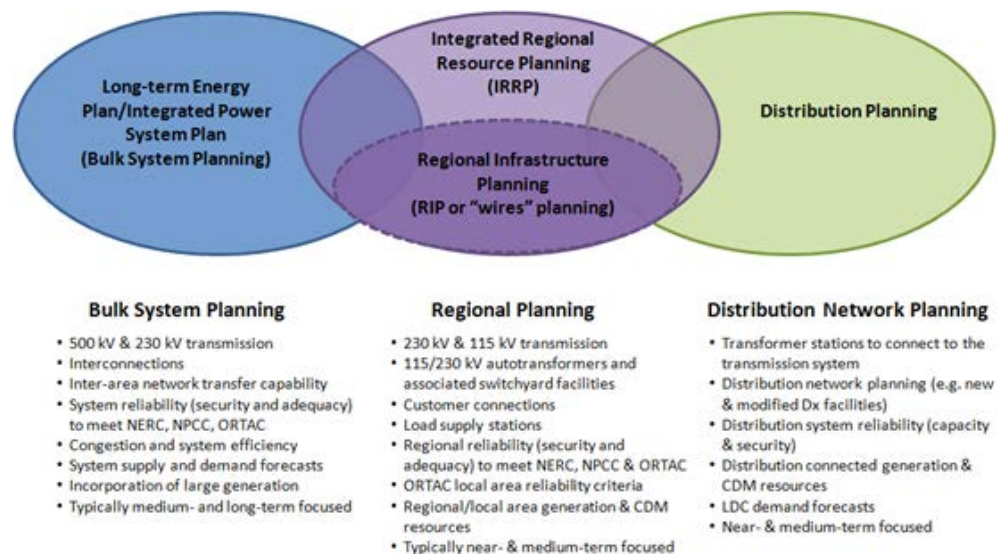 Long-term Energy
Plan/Integrated Power
System Plan
(Bulk System Planning)
Integrated Regional
Resource Planning
(IRRP)
Regional Infrastructure
Planning
(RIP or "wires" planning)
Distribution Planning
Bulk System Planning
• 500 kV & 230 kV transmission
• Interconnections
• Inter-area network transfer capability
• System reliability (security and adequacy)
to meet NERC, NPCC, ORTAC
• Congestion and system efficiency
• System supply and demand forecasts
• Incorporation of large generation
• Typically medium- and long-term focused
Regional Planning
• 230 kV & 115 kV transmission
• 115/230 kV autotransformers and
associated switchyard facilities
• Customer connections
• Load supply stations
• Regional reliability (security and
adequacy) to meet NERC, NPCC & ORTAC
• ORTAC local area reliability criteria
• Regional/local area generation & CDM
resources
• Typically near- & medium-term focused
Distribution Network Planning
• Transformer stations to connect to the
transmission system
• Distribution network planning (e.g. new
& modified Dx facilities)
• Distribution system reliability (capacity
& security)
• Distribution connected generation &
CDM resources
• LDC demand forecasts
• Near- & medium-term focused